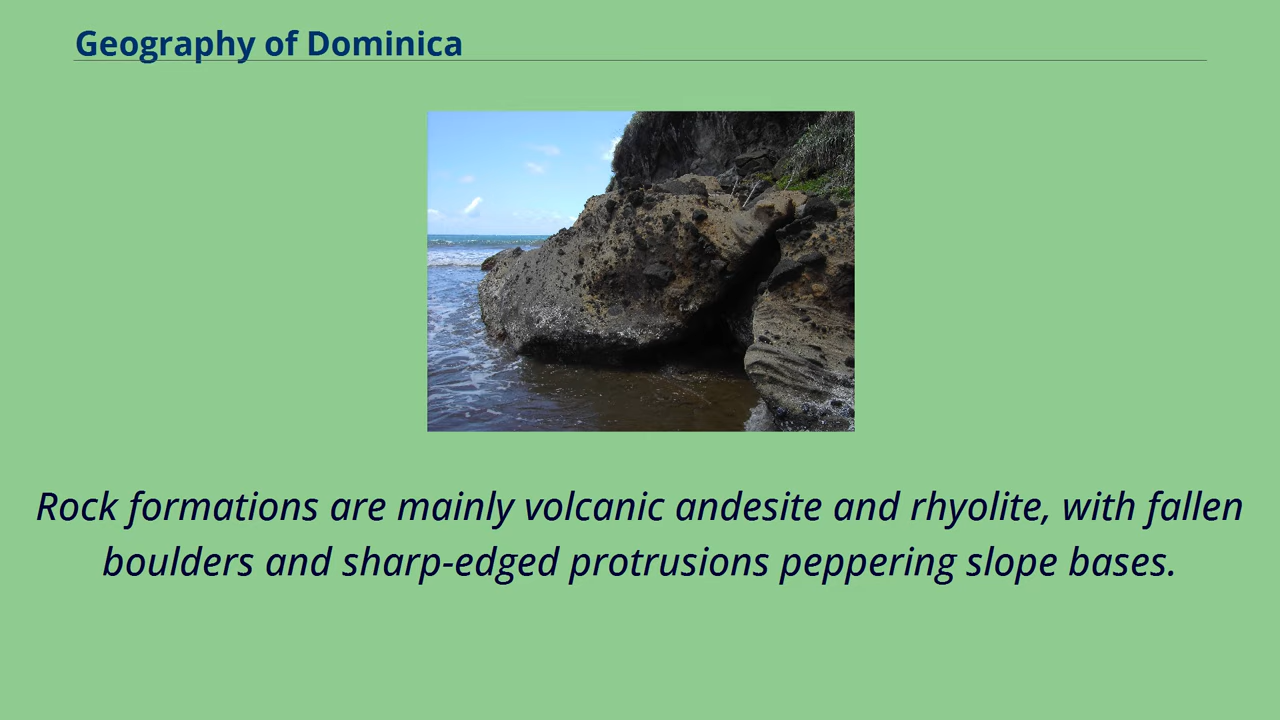 Geography of Dominica
Rock formations are mainly volcanic andesite and rhyolite, with fallen
boulders and sharp-edged protrusions peppering slope bases.